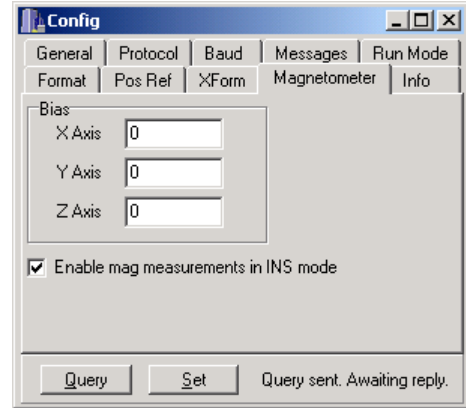 Config
General Protocol Baud Messages Run Mode
Format Pos Ref XForm Magnetometer Info
Bias
X Axis 0
Y Axis 0
Z Axis 0
Enable mag measurements in INS mode
Query Set Query sent. Awaiting reply.